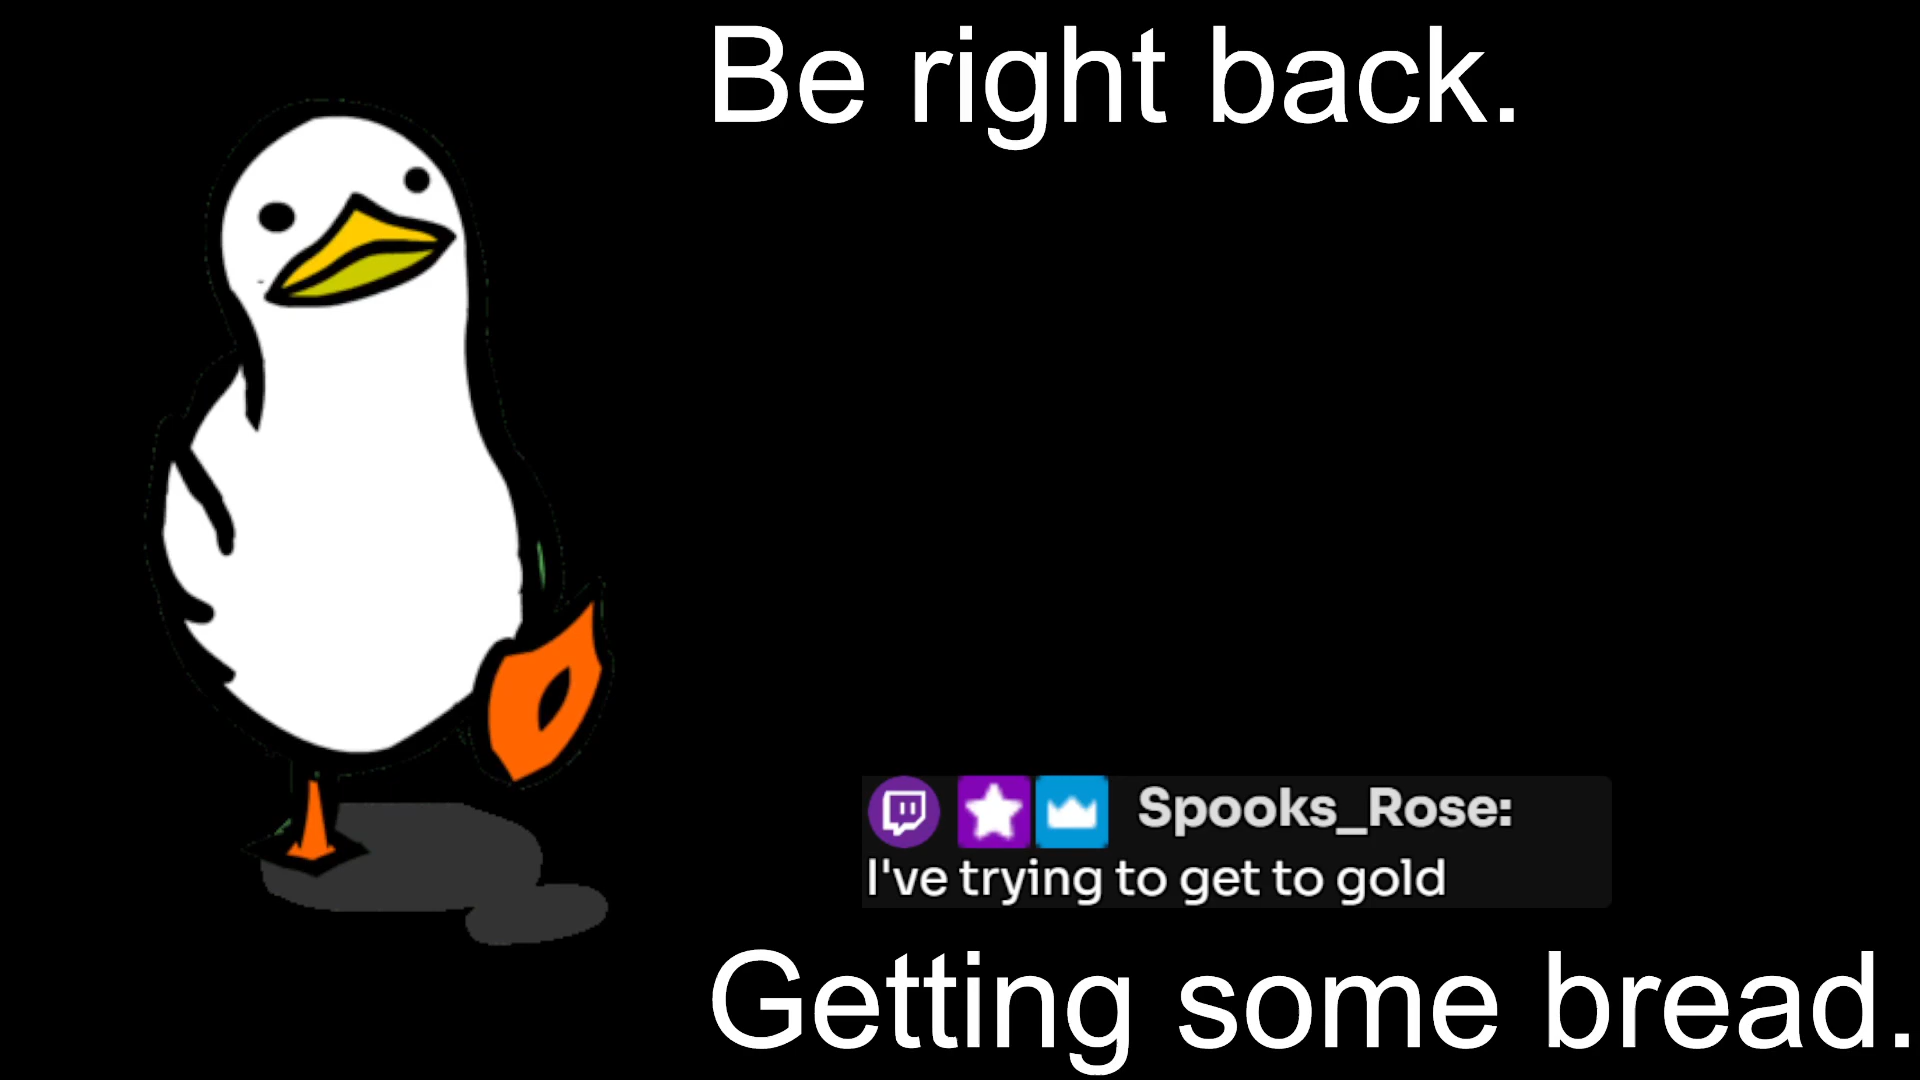 Be right back.
Spooks_Rose:
I've trying to get to gold
Getting some bread.